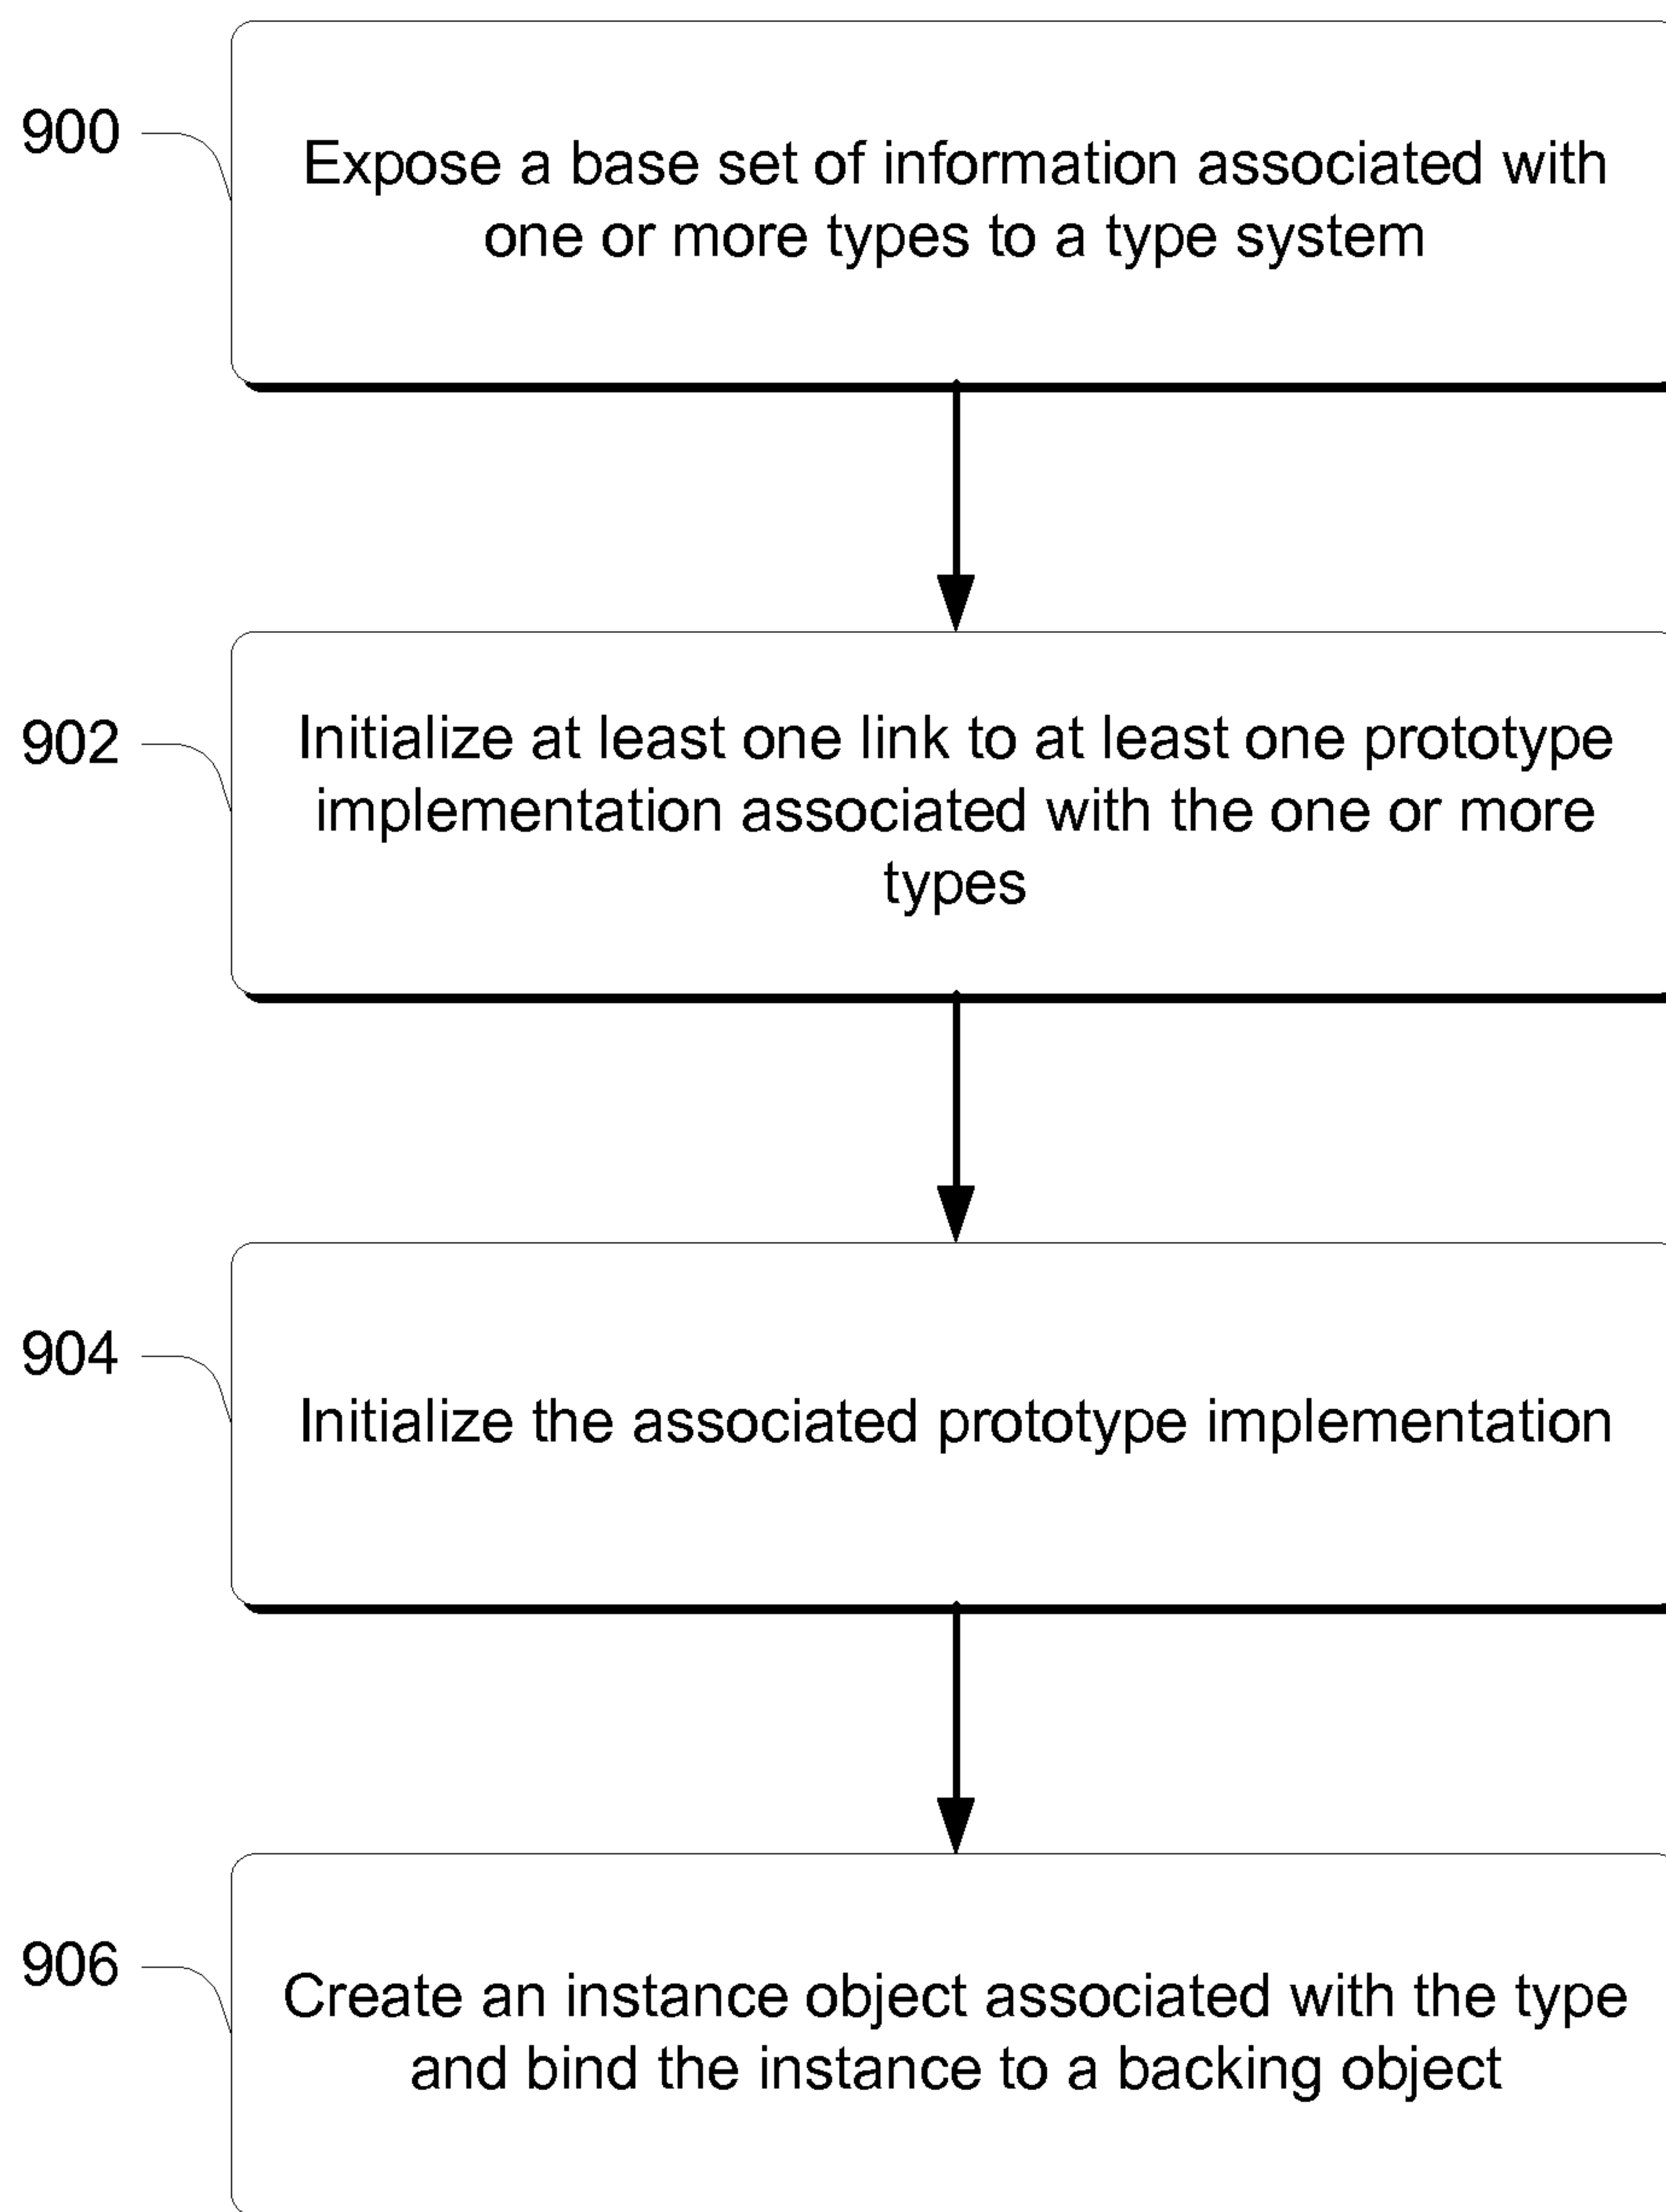 900
Expose a base set of information associated with
one or more types to a type system
902
Initialize at least one link to at least one prototype
implementation associated with the one or more
types
904
Initialize the associated prototype implementation
906
Create an instance object associated with the type
and bind the instance to a backing object